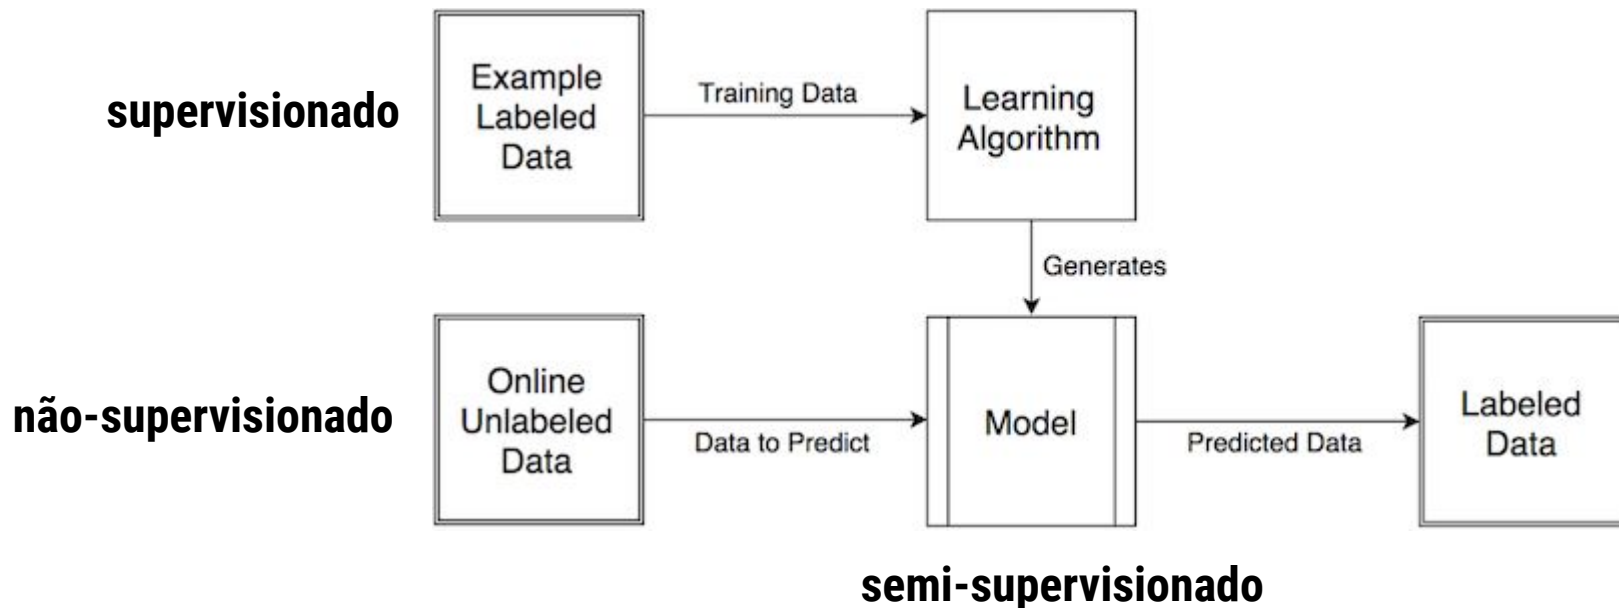 supervisionado
Example
Labeled
Data
Training Data
Learning
Algorithm
Generates
não-supervisionado
Online
Unlabeled
Data
Data to Predict
Model
Predicted Data
Labeled
Data
semi-supervisionado